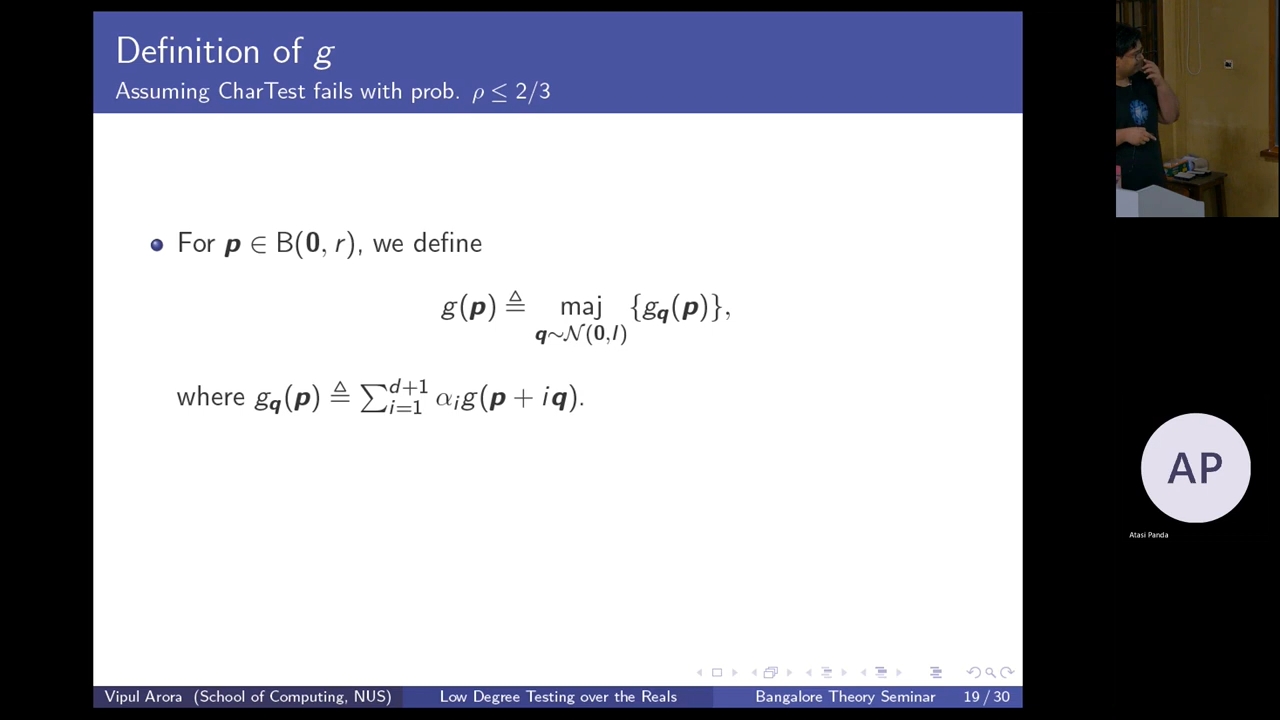 Definition of g
Assuming CharTest fails with prob. ρ ≤ 2/3
For p ∈ B(0, r), we define
g(p) ≜ maj {g_q(p)},
q∼N(0,I)
where g_q(p) ≜ ∑_{i=1}^{d+1} α_i g(p + iq).
AP
Atasi Panda
Vipul Arora (School of Computing, NUS) Low Degree Testing over the Reals Bangalore Theory Seminar 19 / 30